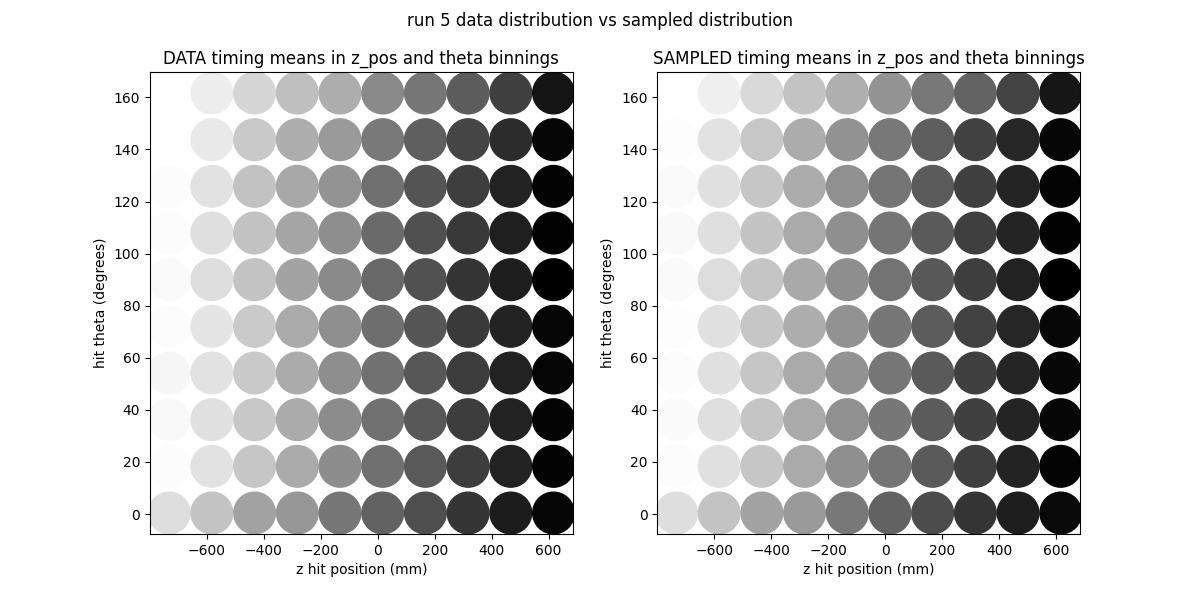 run 5 data distribution vs sampled distribution
DATA timing means in z_pos and theta binnings
hit theta (degrees)
160
140
120
100
80
60
40
20
0
−600 −400 −200 0 200 400 600
z hit position (mm)
SAMPLED timing means in z_pos and theta binnings
hit theta (degrees)
160
140
120
100
80
60
40
20
0
−600 −400 −200 0 200 400 600
z hit position (mm)